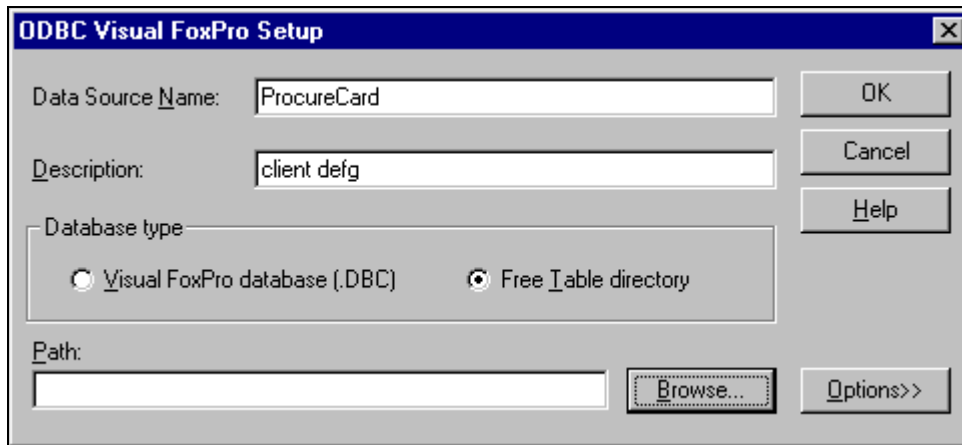 ODBC Visual FoxPro Setup
Data Source Name: ProcureCard OK
Description: client defg Cancel
Help
Database type
Visual FoxPro database (.DBC) Free Table directory
Path:
Browse... Options>>